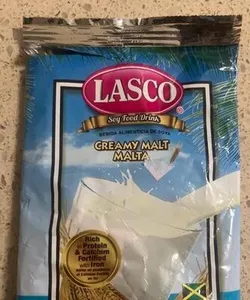 LASCO
®
Soy Food Drink
BEBIDA ALIMENTICIA DE SOYA
CREAMY MALT
MALTA
Rich
in Protein
& Calcium
Fortified
with Iron